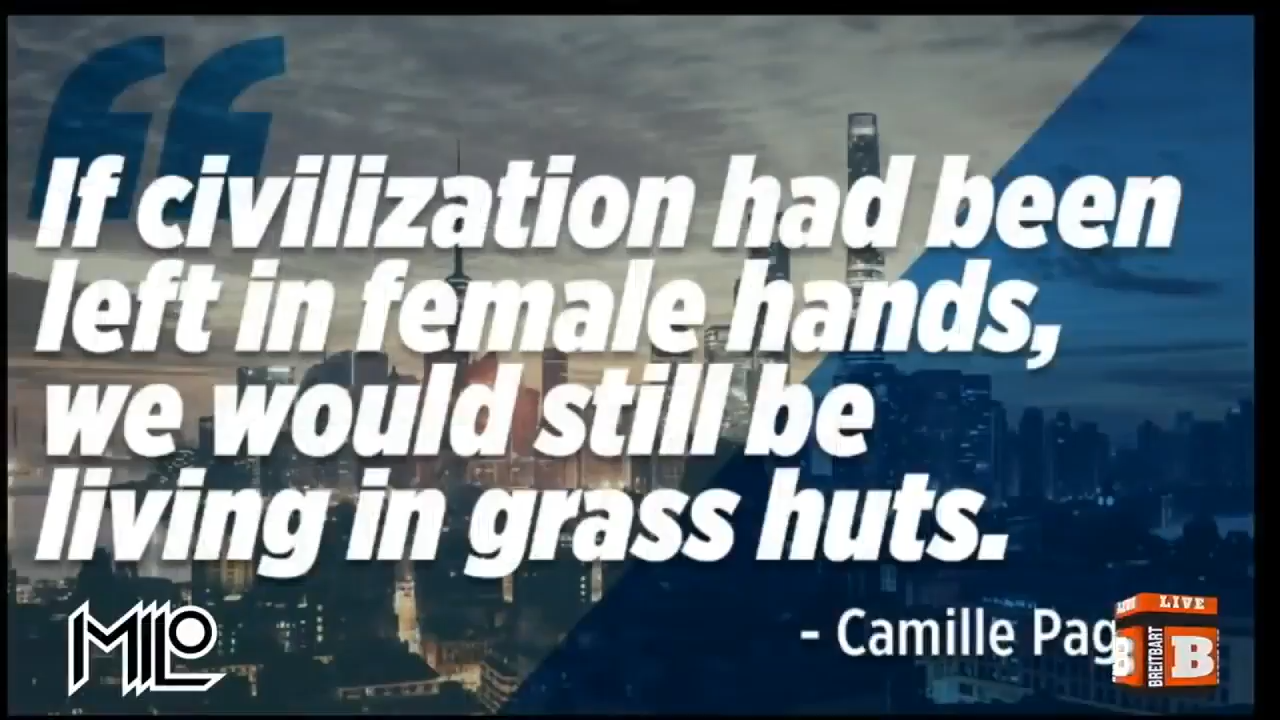 If civilization had been
left in female hands,
we would still be
living in grass huts.
- Camille Pag
MILO
LIVE
BREITBART
B
B
LIVE